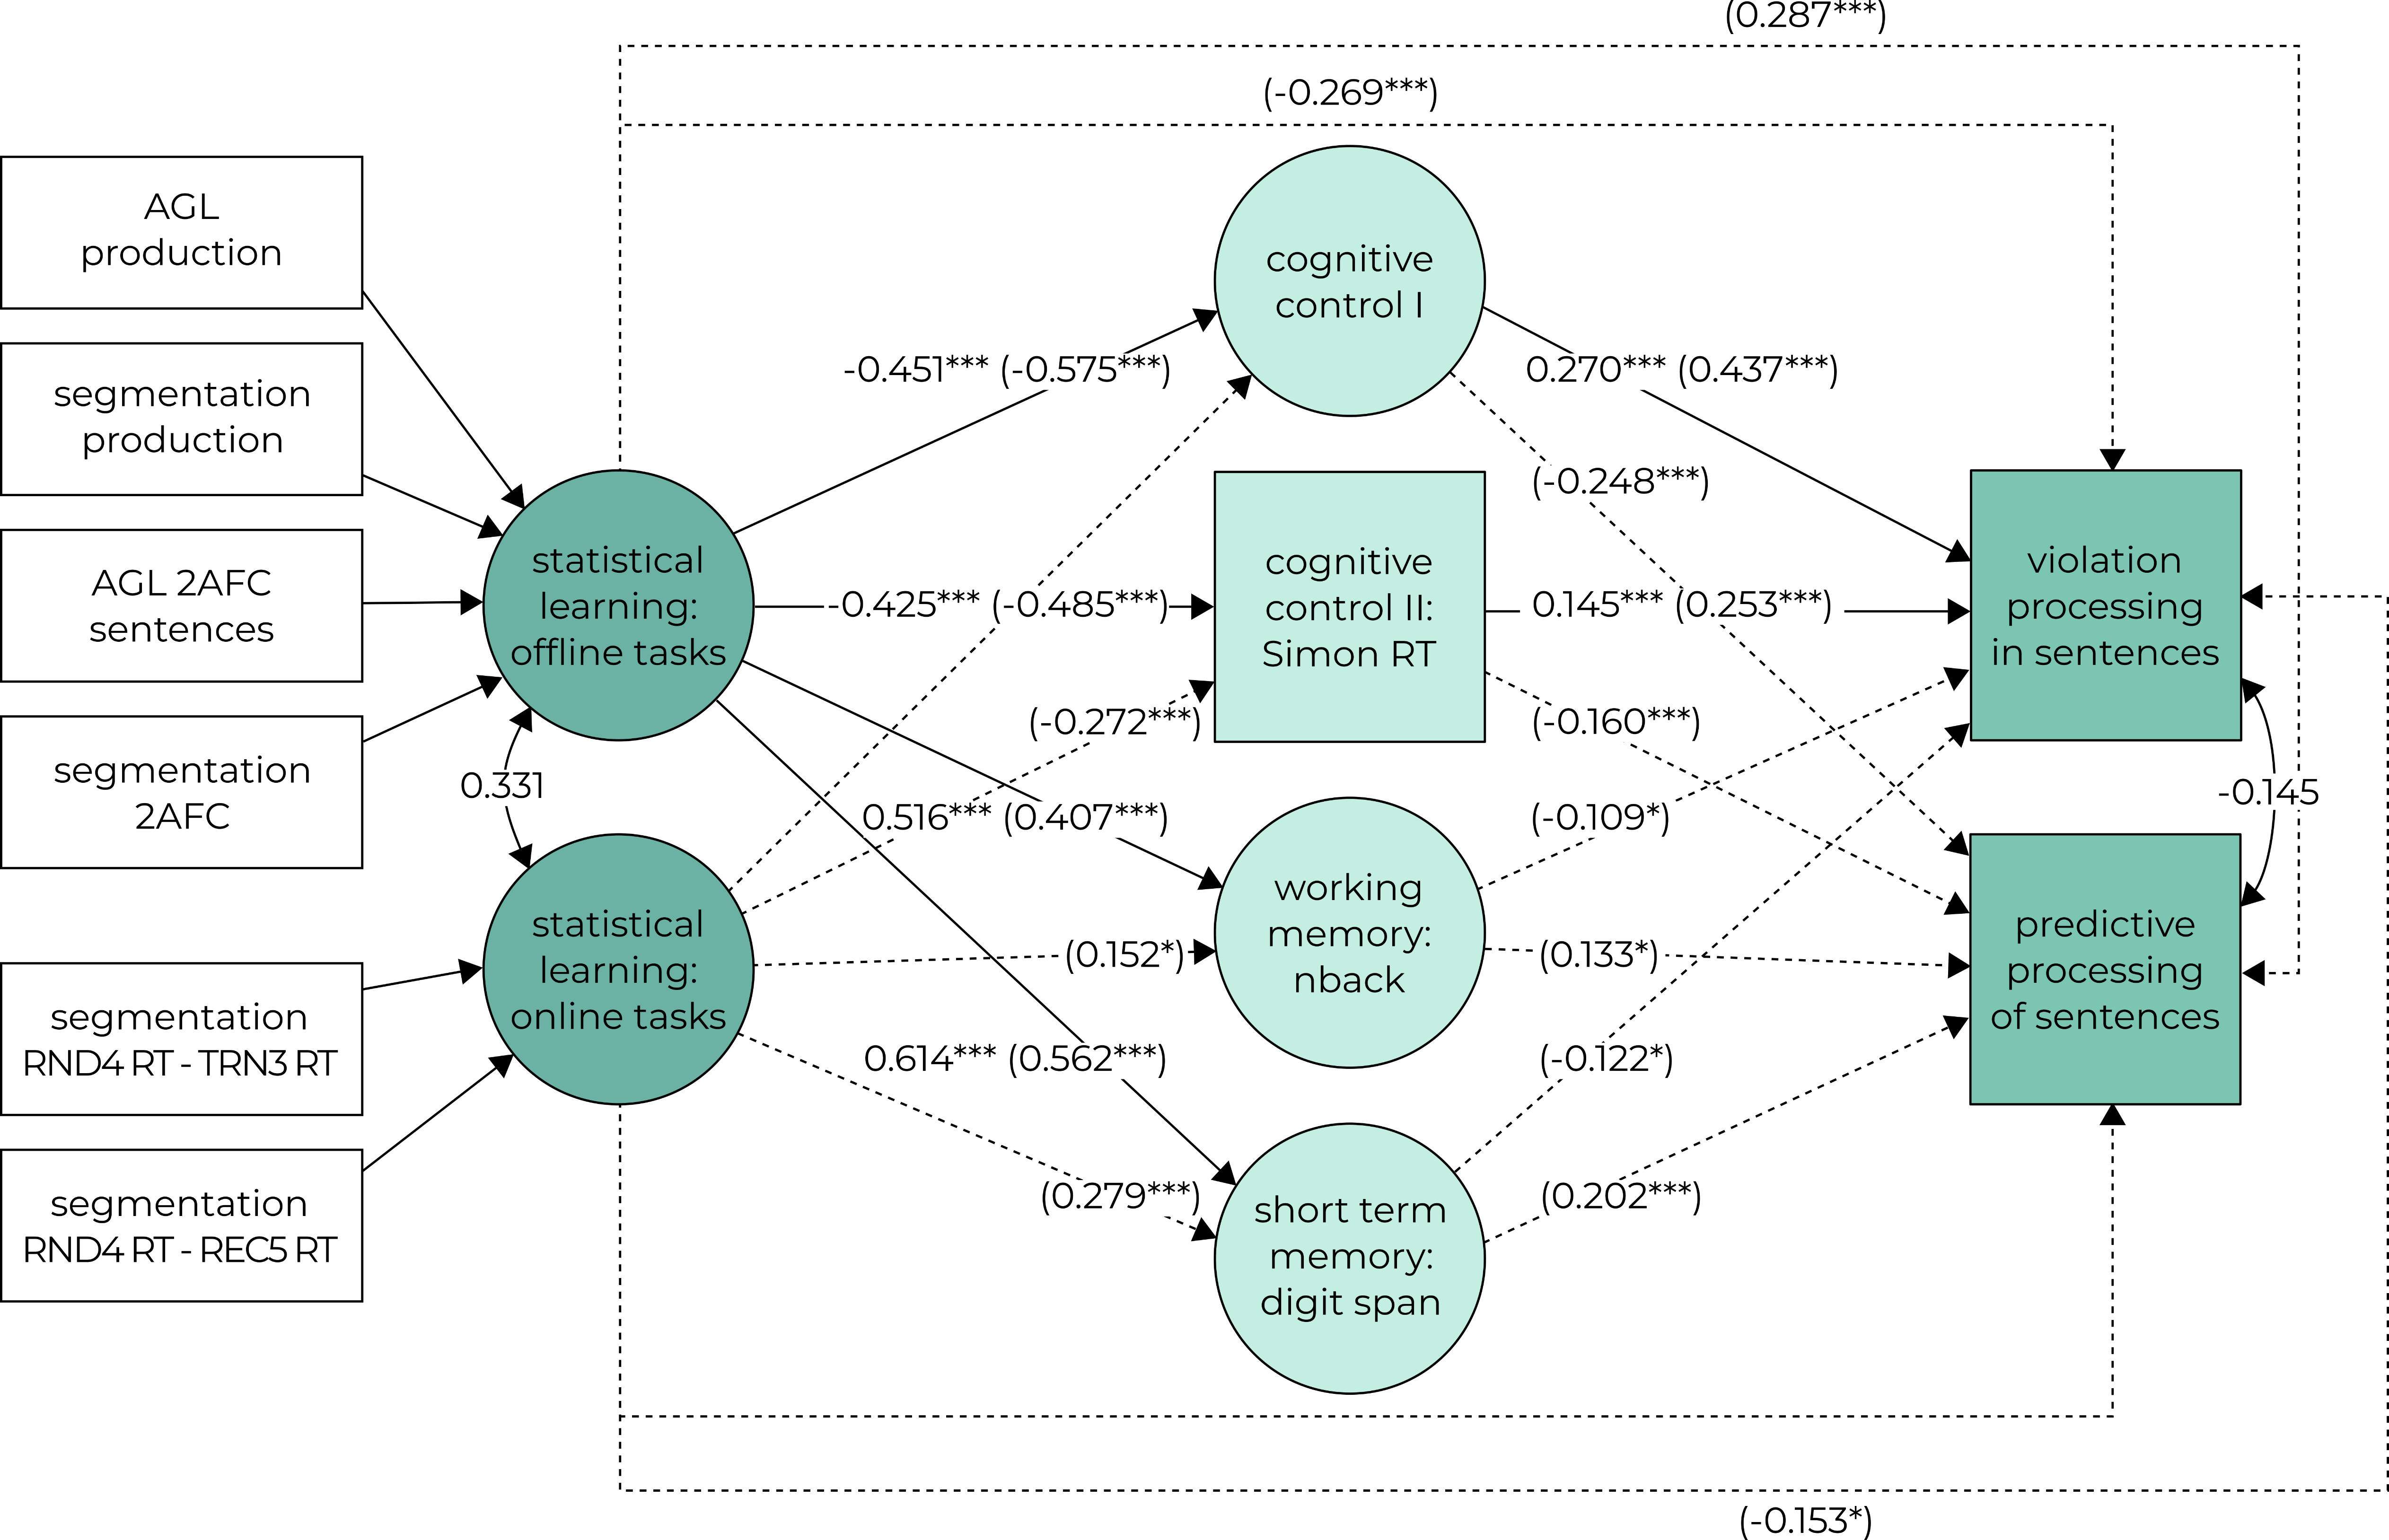 (0.287***)
(-0.269***)
AGL
production
segmentation
production
AGL 2AFC
sentences
segmentation
2AFC
segmentation
RND4 RT - TRN3 RT
segmentation
RND4 RT - REC5 RT
statistical
learning:
offline tasks
0.331
statistical
learning:
online tasks
-0.451*** (-0.575***)
-0.425*** (-0.485***)
(-0.272***)
0.516*** (0.407***)
(0.152*)
0.614*** (0.562***)
(0.279***)
cognitive
control I
cognitive
control II:
Simon RT
working
memory:
nback
short term
memory:
digit span
0.270*** (0.437***)
(-0.248***)
0.145*** (0.253***)
(-0.160***)
(-0.109*)
(0.133*)
(-0.122*)
(0.202***)
violation
processing
in sentences
-0.145
predictive
processing
of sentences
(-0.153*)